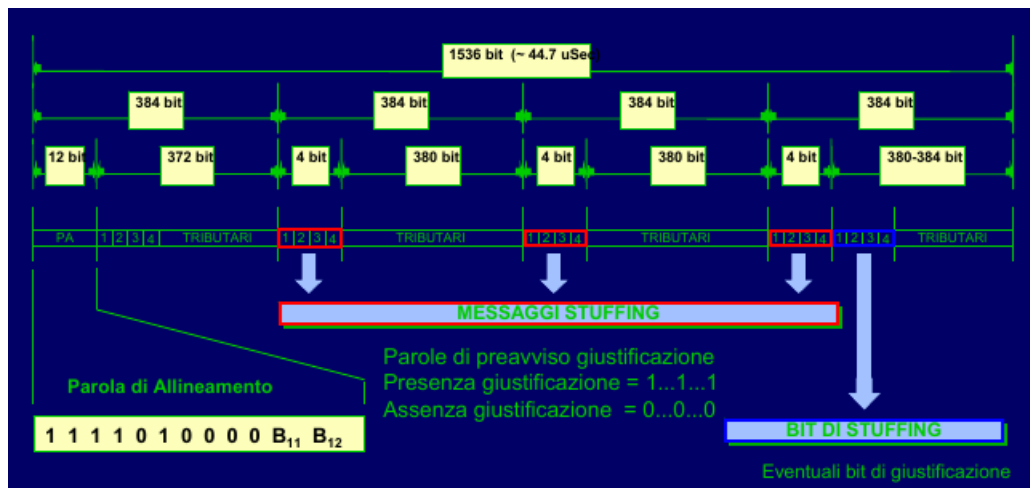 1536 bit (~ 44.7 uSec)
384 bit 384 bit 384 bit 384 bit
12 bit 372 bit 4 bit 380 bit 4 bit 380 bit 4 bit 380-384 bit
PA 1 2 3 4 TRIBUTARI 1 2 3 4 TRIBUTARI 1 2 3 4 TRIBUTARI 1 2 3 4 1 2 3 4 TRIBUTARI
MESSAGGI STUFFING
Parole di preavviso giustificazione
Presenza giustificazione = 1...1...1
Assenza giustificazione = 0...0...0
Parola di Allineamento
1 1 1 1 0 1 0 0 0 0 B11 B12
BIT DI STUFFING
Eventuali bit di giustificazione